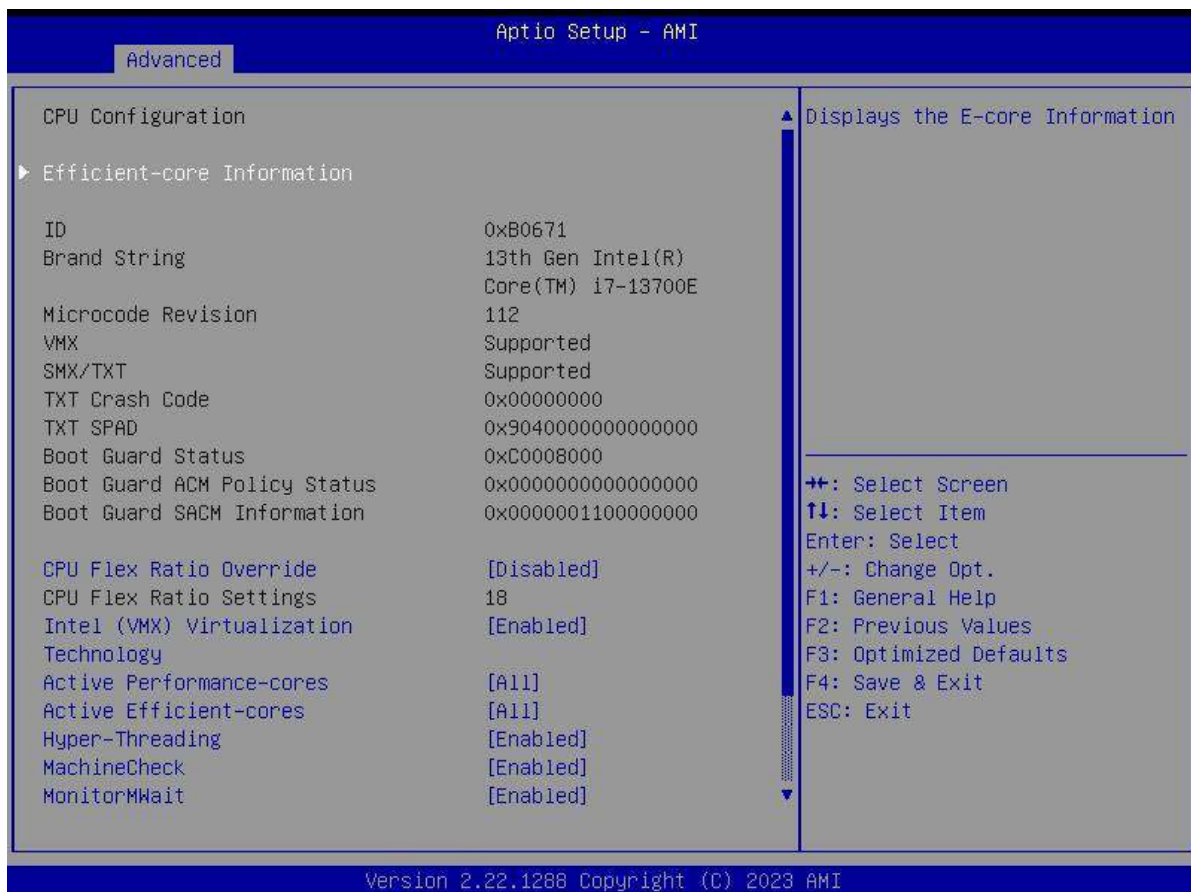 Aptio Setup - AMI
Advanced
CPU Configuration
Efficient-core Information
ID 0xB0671
Brand String 13th Gen Intel(R)
Core(TM) i7-13700E
Microcode Revision 112
VMX Supported
SMX/TXT Supported
TXT Crash Code 0x00000000
TXT SPAD 0x9040000000000000
Boot Guard Status 0xC0008000
Boot Guard ACM Policy Status 0x0000000000000000
Boot Guard SACM Information 0x0000001100000000
CPU Flex Ratio Override [Disabled]
CPU Flex Ratio Settings 18
Intel (VMX) Virtualization [Enabled]
Technology
Active Performance-cores [All]
Active Efficient-cores [All]
Hyper-Threading [Enabled]
MachineCheck [Enabled]
MonitorMWait [Enabled]
Displays the E-core Information
→←: Select Screen
↑↓: Select Item
Enter: Select
+/-: Change Opt.
F1: General Help
F2: Previous Values
F3: Optimized Defaults
F4: Save & Exit
ESC: Exit
Version 2.22.1288 Copyright (C) 2023 AMI